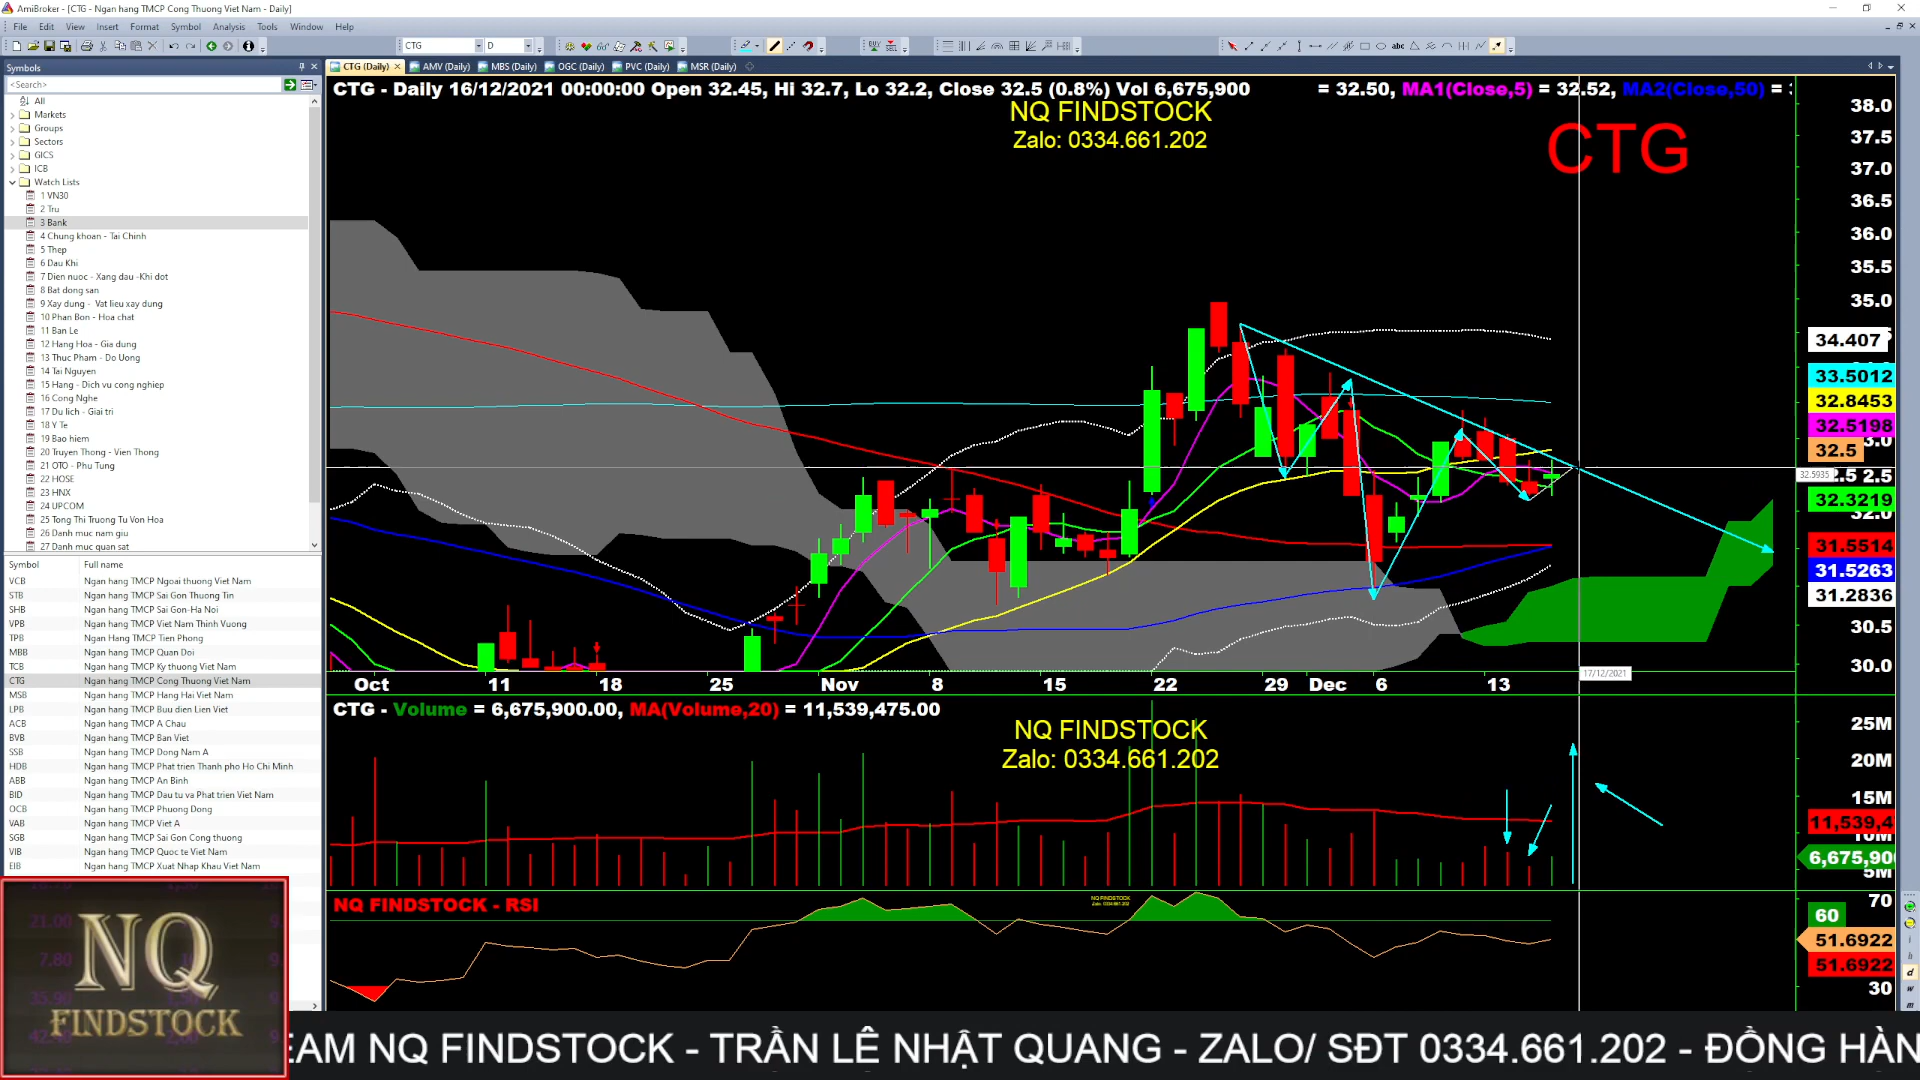 AmiBroker - [CTG - Ngan hang TMCP Cong Thuong Viet Nam - Daily]
File Edit View Insert Format Symbol Analysis Tools Window Help
CTG D
Symbols
CTG (Daily) AMV (Daily) MBS (Daily) OGC (Daily) PVC (Daily) MSR (Daily)
<Search>
All
Markets
Groups
Sectors
GICS
ICB
Watch Lists
1 VN30
2 Tru
3 Bank
4 Chung khoan - Tai Chinh
5 Thep
6 Dau Khi
7 Dien nuoc - Xang dau -Khi dot
8 Bat dong san
9 Xay dung - Vat lieu xay dung
10 Phan Bon - Hoa chat
11 Ban Le
12 Hang Hoa - Gia dung
13 Thuc Pham - Do Uong
14 Tai Nguyen
15 Hang - Dich vu cong nghiep
16 Cong Nghe
17 Du lich - Giai tri
18 Y Te
19 Bao hiem
20 Truyen Thong - Vien Thong
21 OTO - Phu Tung
22 HOSE
23 HNX
24 UPCOM
25 Tong Thi Truong Tu Von Hoa
26 Danh muc nam giu
27 Danh muc quan sat
Symbol Full name
VCB Ngan hang TMCP Ngoai thuong Viet Nam
STB Ngan hang TMCP Sai Gon Thuong Tin
SHB Ngan hang TMCP Sai Gon-Ha Noi
VPB Ngan hang TMCP Viet Nam Thinh Vuong
TPB Ngan Hang TMCP Tien Phong
MBB Ngan hang TMCP Quan Doi
TCB Ngan hang TMCP Ky thuong Viet Nam
CTG Ngan hang TMCP Cong Thuong Viet Nam
MSB Ngan hang TMCP Hang Hai Viet Nam
LPB Ngan hang TMCP Buu dien Lien Viet
ACB Ngan hang TMCP A Chau
BVB Ngan hang TMCP Ban Viet
SSB Ngan hang TMCP Dong Nam A
HDB Ngan hang TMCP Phat trien Thanh pho Ho Chi Minh
ABB Ngan hang TMCP An Binh
BID Ngan hang TMCP Dau tu va Phat trien Viet Nam
OCB Ngan hang TMCP Phuong Dong
VAB Ngan hang TMCP Viet A
SGB Ngan hang TMCP Sai Gon Cong thuong
VIB Ngan hang TMCP Quoc te Viet Nam
EIB Ngan hang TMCP Xuat Nhap Khau Viet Nam
CTG - Daily 16/12/2021 00:00:00 Open 32.45, Hi 32.7, Lo 32.2, Close 32.5 (0.8%) Vol 6,675,900 = 32.50, MA1(Close,5) = 32.52, MA2(Close,50) =
NQ FINDSTOCK
Zalo: 0334.661.202
CTG
38.0
37.5
37.0
36.5
36.0
35.5
35.0
34.407
33.5012
32.8453
32.5198
32.5
32.5935
32.3219
31.5514
31.5263
31.2836
30.5
30.0
17/12/2021
Oct 11 18 25 Nov 8 15 22 29 Dec 6 13
CTG - Volume = 6,675,900.00, MA(Volume,20) = 11,539,475.00
NQ FINDSTOCK
Zalo: 0334.661.202
25M
20M
15M
11,539,4
6,675,90
5M
NQ FINDSTOCK - RSI
NQ FINDSTOCK
70
60
51.6922
51.6922
30
NQ
FINDSTOCK
EAM NQ FINDSTOCK - TRẦN LÊ NHẬT QUANG - ZALO/ SĐT 0334.661.202 - ĐỒNG HÀN